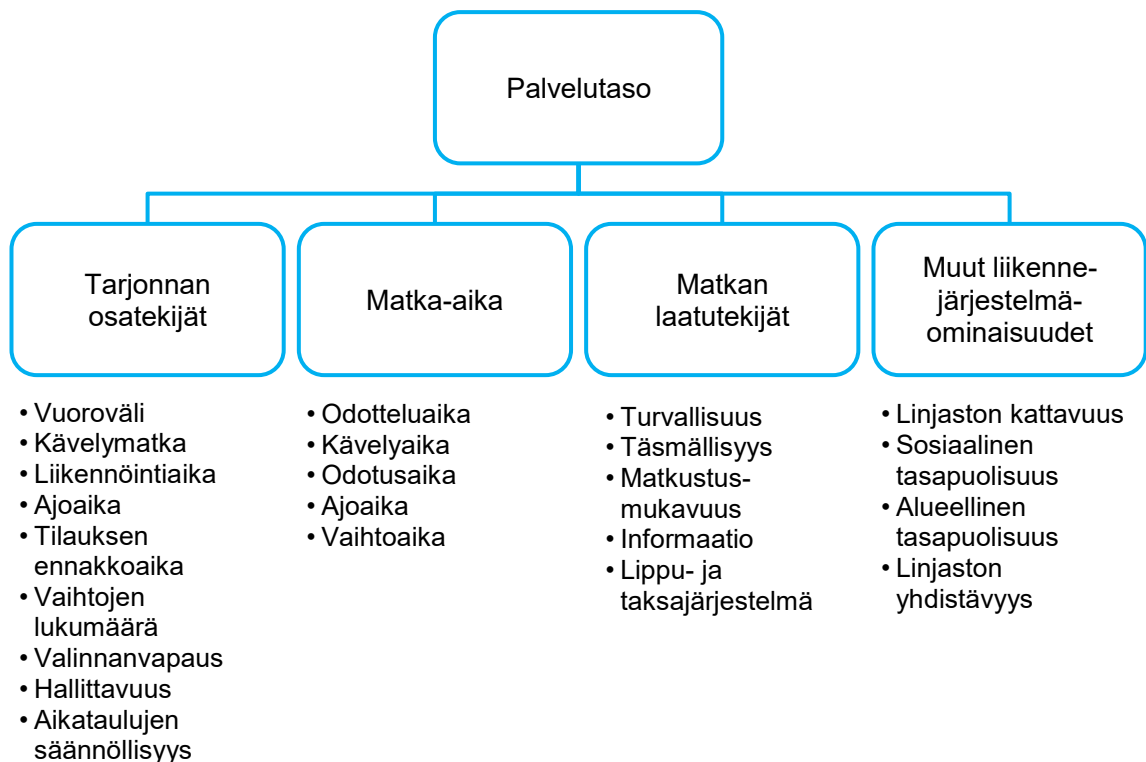 Palvelutaso
Tarjonnan
osatekijät
• Vuoroväli
• Kävelymatka
• Liikennöintiaika
• Ajoaika
• Tilauksen
ennakkoaika
• Vaihtojen
lukumäärä
• Valinnanvapaus
• Hallittavuus
• Aikataulujen
säännöllisyys
Matka-aika
• Odotteluaika
• Kävelyaika
• Odotusaika
• Ajoaika
• Vaihtoaika
Matkan
laatutekijät
• Turvallisuus
• Täsmällisyys
• Matkustus-
mukavuus
• Informaatio
• Lippu- ja
taksajärjestelmä
Muut liikenne-
järjestelmä-
ominaisuudet
• Linjaston kattavuus
• Sosiaalinen
tasapuolisuus
• Alueellinen
tasapuolisuus
• Linjaston
yhdistävyys